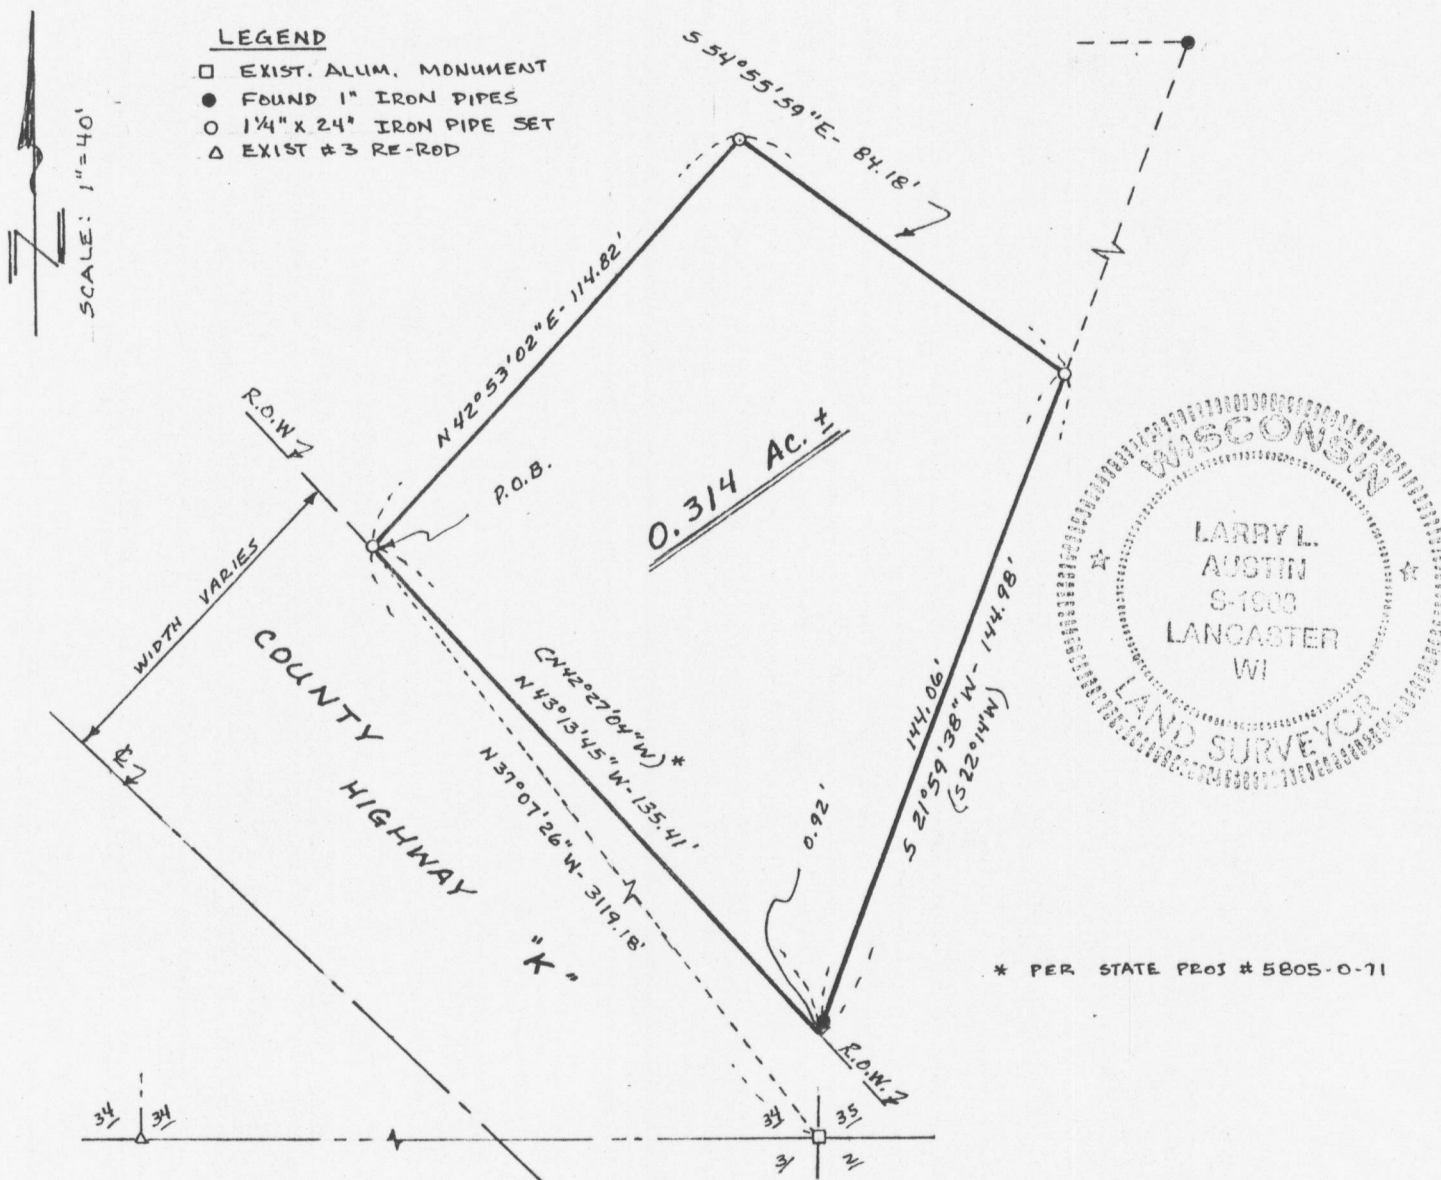 LEGEND
□ EXIST. ALUM. MONUMENT
● FOUND 1" IRON PIPES
○ 1¼" X 24" IRON PIPE SET
△ EXIST #3 RE-ROD
SCALE: 1"=40'
S 54°55'59"E- 84.18'
N 42°53'02"E- 114.82'
R.O.W.
P.O.B.
0.314 Ac. ±
WIDTH VARIES
COUNTY
HIGHWAY
"K"
℄
(N42°27'04"W) *
N 43°13'45"W- 135.41'
N 37°07'26"W- 3119.18'
144.06'
S 21°59'38"W- 144.98'
(S22°14'W)
0.92'
R.O.W.
WISCONSIN
LARRY L.
AUSTIN
LANCASTER
WI
LAND SURVEYOR
* PER STATE PROJ # 5805-0-71
34 34
34 35
3 2